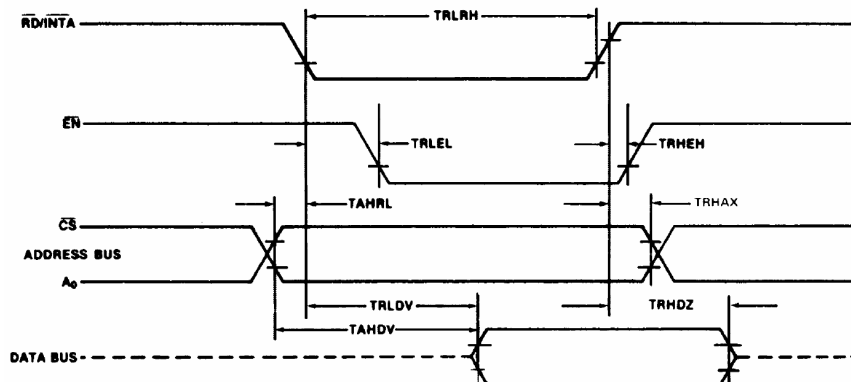 RD/INTA
TRLRH
EN
TRLEL
TRHEH
TAHRL
TRHAX
CS
ADDRESS BUS
A₀
TRLDV
TRHDZ
TAHDV
DATA BUS